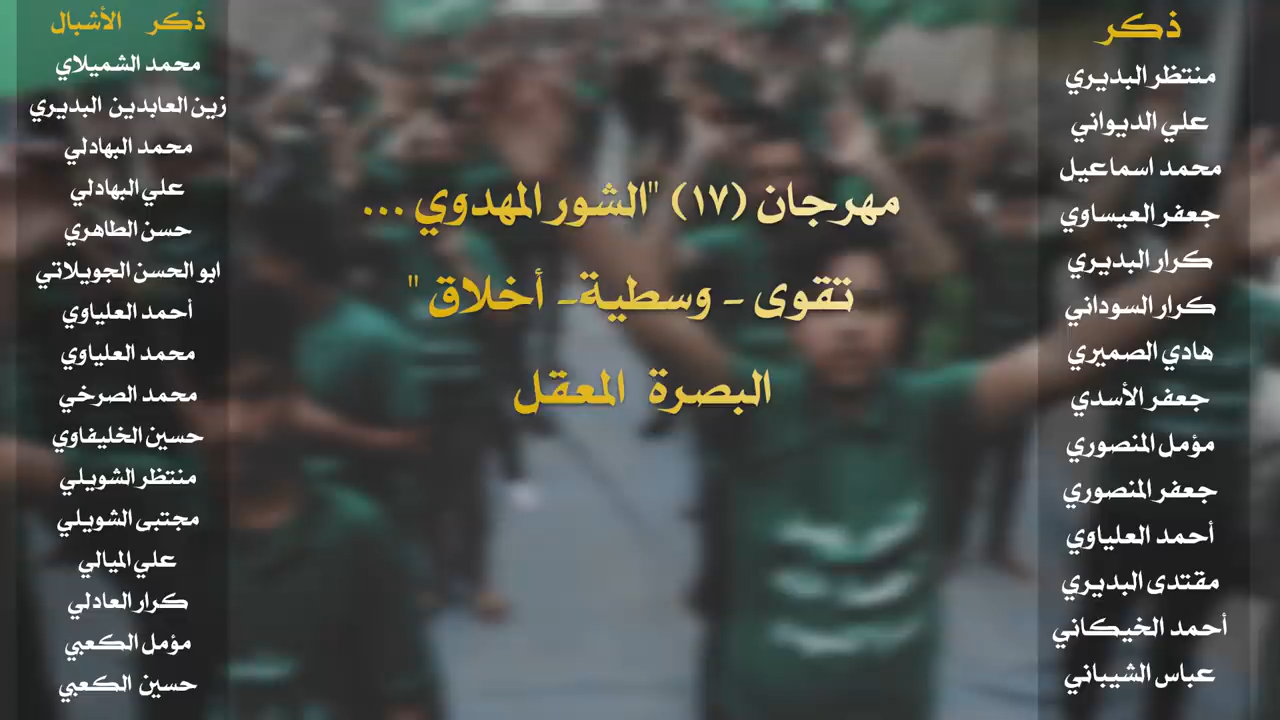 ذكر
منتظر البديري
علي الديواني
محمد اسماعيل
جعفر العيساوي
كرار البديري
كرار السوداني
هادي الصميري
جعفر الأسدي
مؤمل المنصوري
جعفر المنصوري
أحمد العلياوي
مقتدى البديري
أحمد الخيكاني
عباس الشيباني
مهرجان (١٧) "الشور المهدوي ...
تقوى - وسطية- أخلاق "
البصرة المعقل
ذكر الأشبال
محمد الشميلاي
زين العابدين البديري
محمد البهادلي
علي البهادلي
حسن الطاهري
ابو الحسن الجويلاتي
أحمد العلياوي
محمد العلياوي
محمد الصرخي
حسين الخليفاوي
منتظر الشويلي
مجتبى الشويلي
علي الميالي
كرار العادلي
مؤمل الكعبي
حسين الكعبي